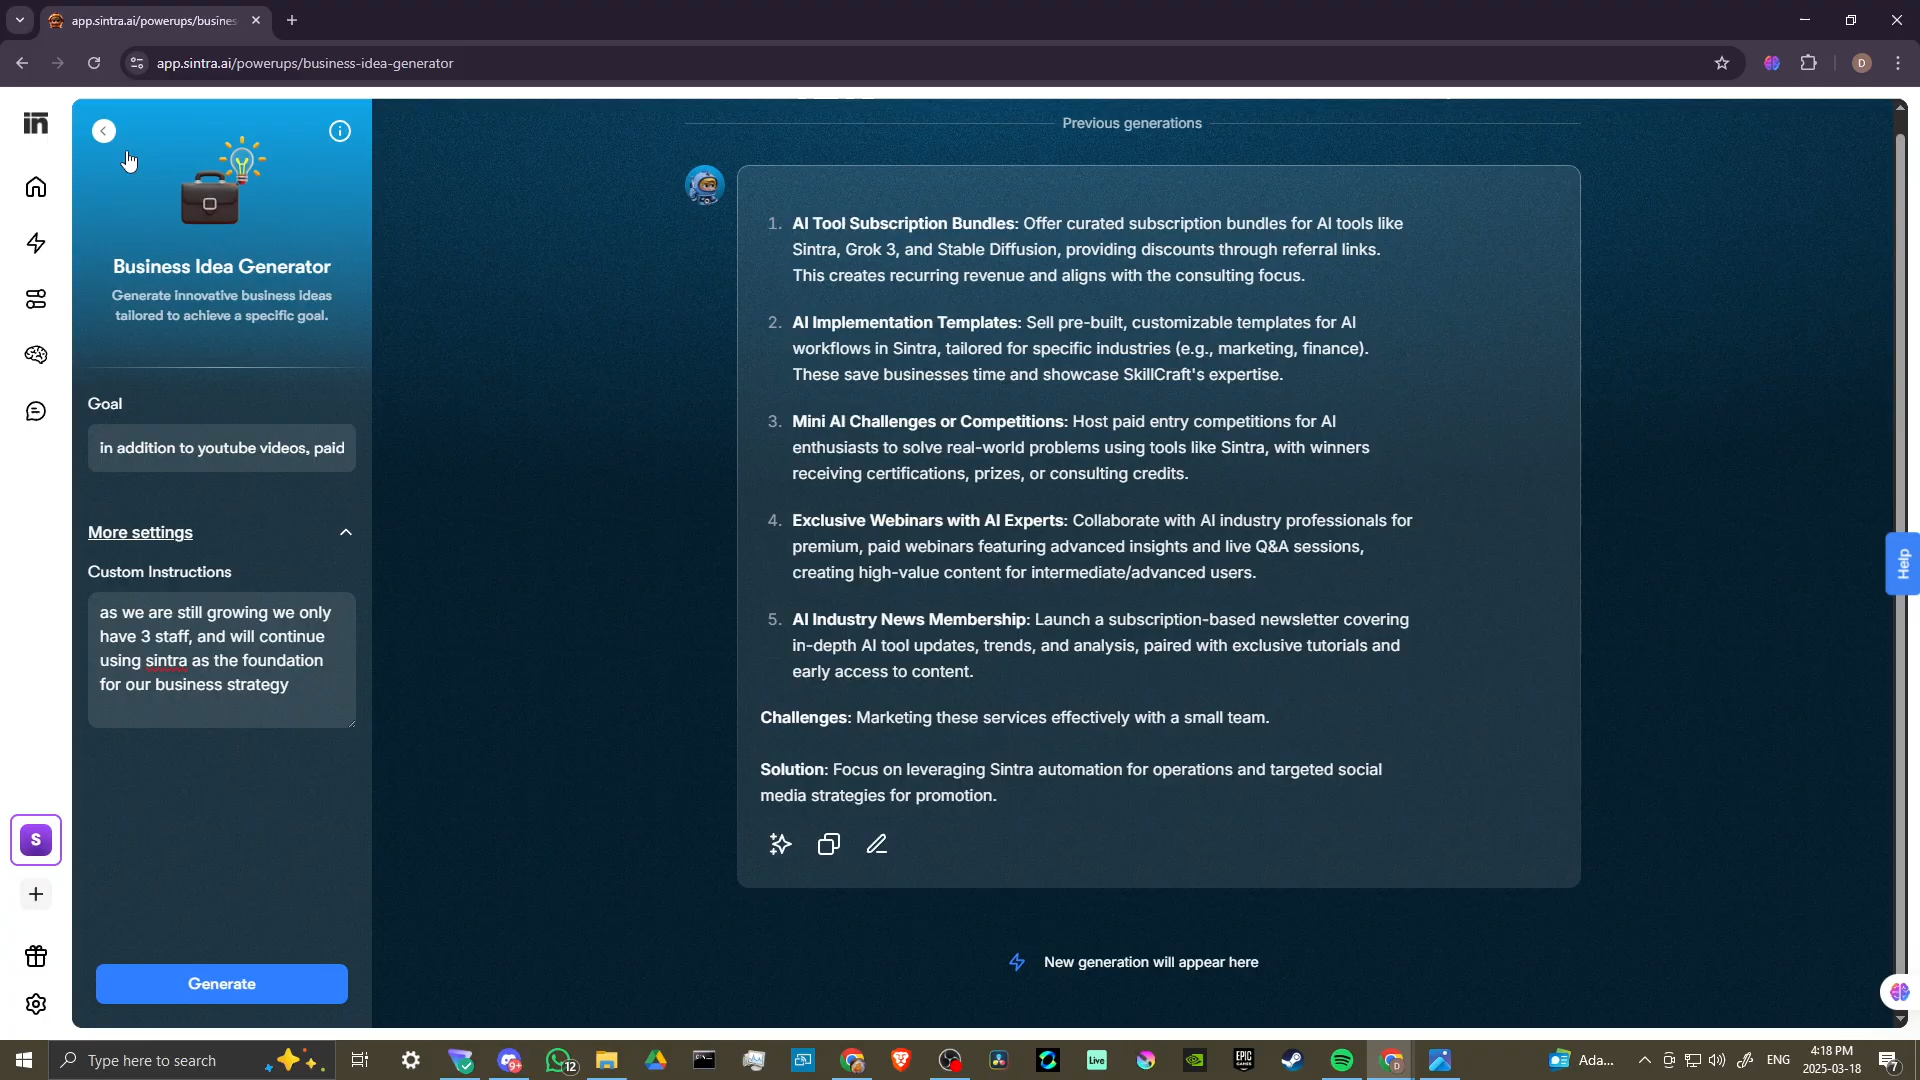 app.sintra.ai/powerups/busines
app.sintra.ai/powerups/business-idea-generator
D
in
Business Idea Generator
Generate innovative business ideas
tailored to achieve a specific goal.
Goal
in addition to youtube videos, paid
More settings
Custom Instructions
as we are still growing we only
have 3 staff, and will continue
using sintra as the foundation
for our business strategy
Generate
S
Previous generations
1. AI Tool Subscription Bundles: Offer curated subscription bundles for AI tools like
Sintra, Grok 3, and Stable Diffusion, providing discounts through referral links.
This creates recurring revenue and aligns with the consulting focus.
2. AI Implementation Templates: Sell pre-built, customizable templates for AI
workflows in Sintra, tailored for specific industries (e.g., marketing, finance).
These save businesses time and showcase SkillCraft's expertise.
3. Mini AI Challenges or Competitions: Host paid entry competitions for AI
enthusiasts to solve real-world problems using tools like Sintra, with winners
receiving certifications, prizes, or consulting credits.
4. Exclusive Webinars with AI Experts: Collaborate with AI industry professionals for
premium, paid webinars featuring advanced insights and live Q&A sessions,
creating high-value content for intermediate/advanced users.
5. AI Industry News Membership: Launch a subscription-based newsletter covering
in-depth AI tool updates, trends, and analysis, paired with exclusive tutorials and
early access to content.
Challenges: Marketing these services effectively with a small team.
Solution: Focus on leveraging Sintra automation for operations and targeted social
media strategies for promotion.
New generation will appear here
Help
Type here to search
9+
12
Live
EPIC
GAMES
D
Ada...
ENG
4:18 PM
2025-03-18
7